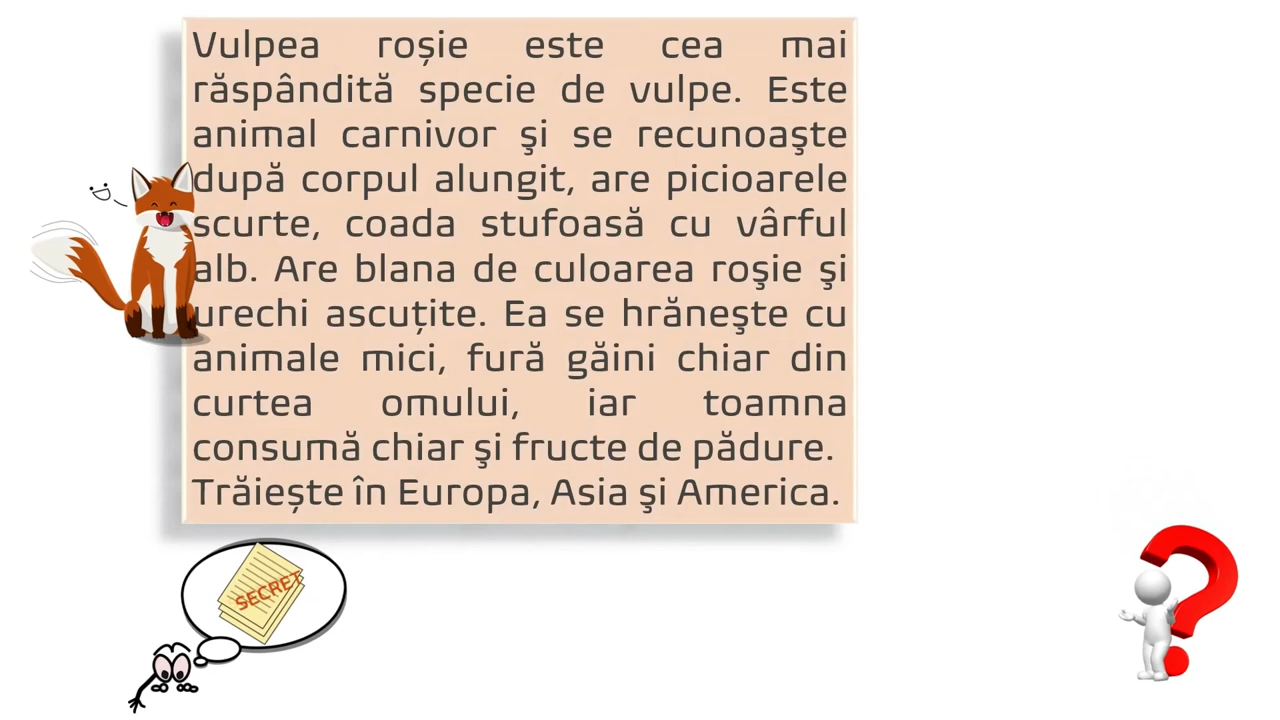 Vulpea roșie este cea mai
răspândită specie de vulpe. Este
animal carnivor şi se recunoaşte
după corpul alungit, are picioarele
scurte, coada stufoasă cu vârful
alb. Are blana de culoarea roşie şi
urechi ascuțite. Ea se hrăneşte cu
animale mici, fură găini chiar din
curtea omului, iar toamna
consumă chiar şi fructe de pădure.
Trăiește în Europa, Asia şi America.
SECRET